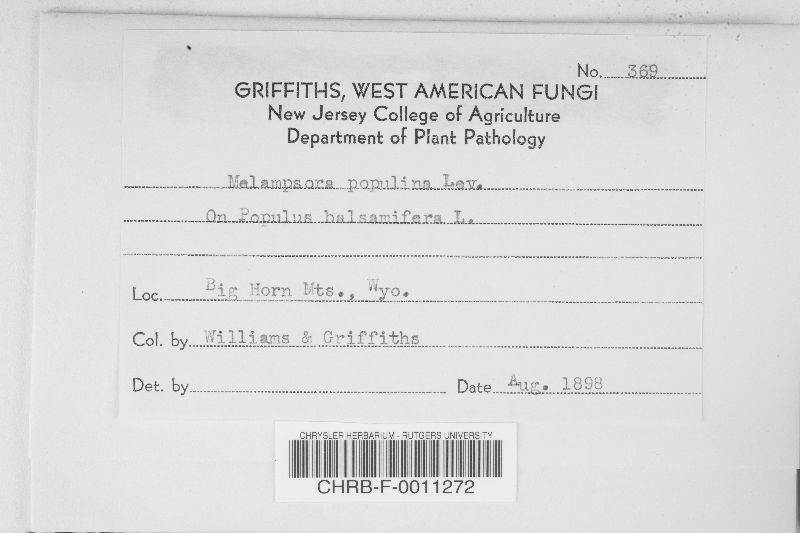 No. 369
GRIFFITHS, WEST AMERICAN FUNGI
New Jersey College of Agriculture
Department of Plant Pathology
Melampsora populina Lev.
On Populus balsamifera L.
Loc. Big Horn Mts., Wyo.
Col. by Williams & Griffiths
Det. by Date Aug. 1898
CHRYSLER HERBARIUM - RUTGERS UNIVERSITY
CHRB-F-0011272